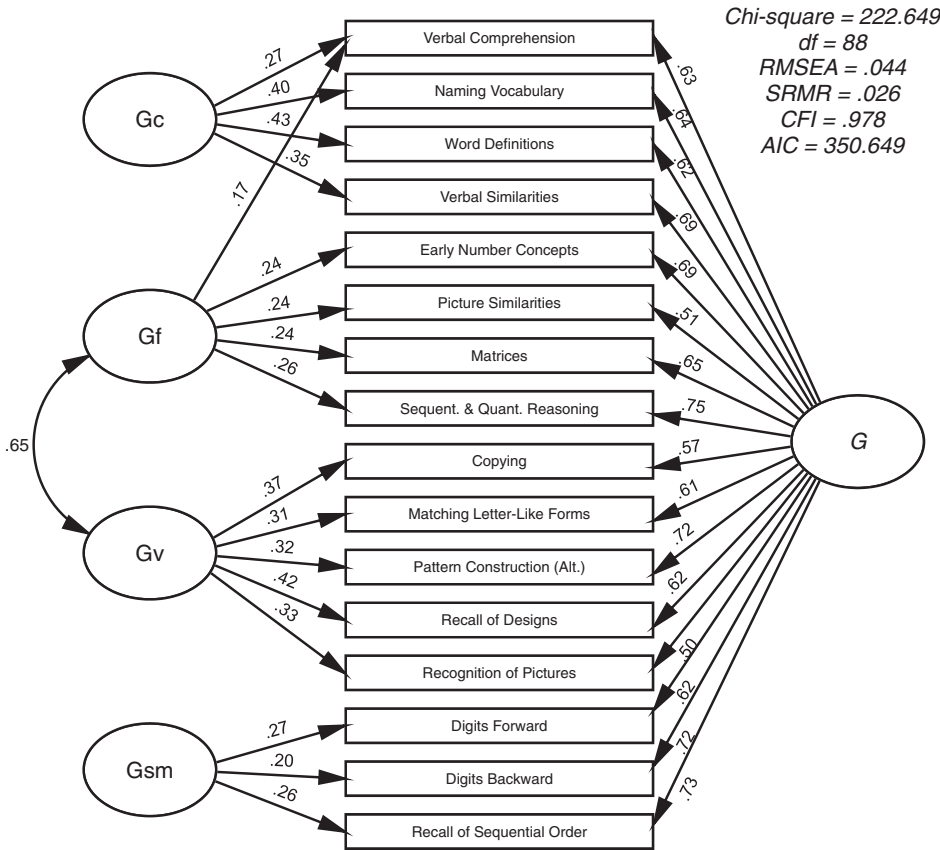 Chi-square = 222.649
df = 88
RMSEA = .044
SRMR = .026
CFI = .978
AIC = 350.649
Gc
Gf
Gv
Gsm
.65
.27
.40
.43
.35
.17
.24
.24
.24
.26
.37
.31
.32
.42
.33
.27
.20
.26
Verbal Comprehension
Naming Vocabulary
Word Definitions
Verbal Similarities
Early Number Concepts
Picture Similarities
Matrices
Sequent. & Quant. Reasoning
Copying
Matching Letter-Like Forms
Pattern Construction (Alt.)
Recall of Designs
Recognition of Pictures
Digits Forward
Digits Backward
Recall of Sequential Order
.63
.64
.62
.69
.69
.51
.65
.75
.57
.61
.72
.62
.50
.62
.72
.73
G